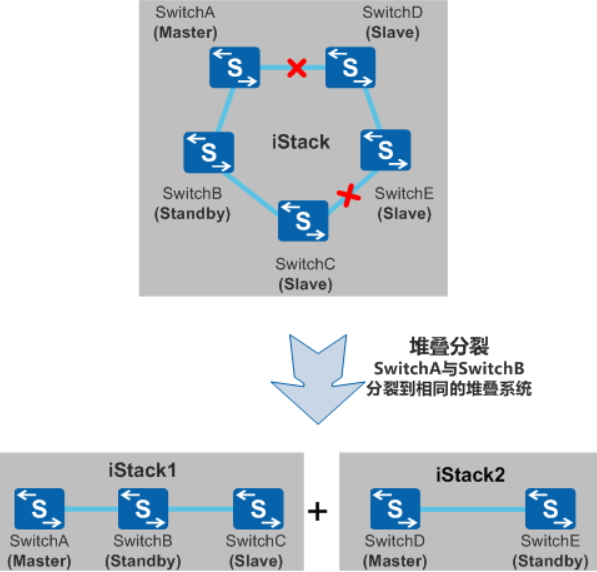 SwitchA
(Master)
SwitchD
(Slave)
S
S
iStack
S
S
SwitchB
(Standby)
SwitchE
(Slave)
S
SwitchC
(Slave)
堆叠分裂
SwitchA与SwitchB
分裂到相同的堆叠系统
iStack1
iStack2
S
S
S
+
S
S
SwitchA
(Master)
SwitchB
(Standby)
SwitchC
(Slave)
SwitchD
(Master)
SwitchE
(Standby)